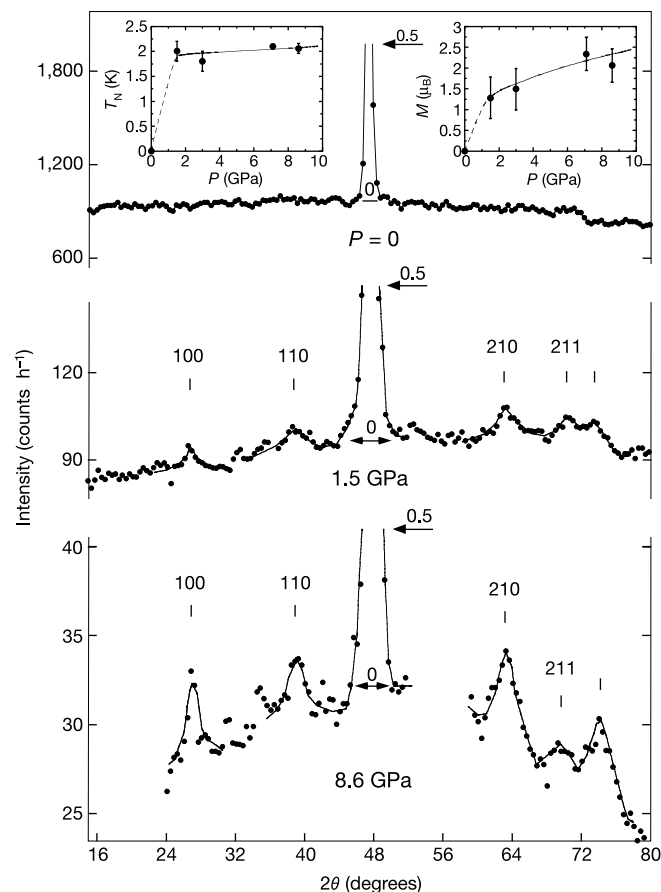 0.5
2.5
2
1.5
1
0.5
0
T_N (K)
0 2 4 6 8 10
P (GPa)
3
2.5
2
1.5
1
0.5
0
M (μ_B)
0 2 4 6 8 10
P (GPa)
1,800
1,200
600
0
P = 0
0.5
100 110 210 211
120
90
0
1.5 GPa
Intensity (counts h⁻¹)
0.5
40
35
30
25
100 110 210 211
0
8.6 GPa
16 24 32 40 48 56 64 72 80
2θ (degrees)